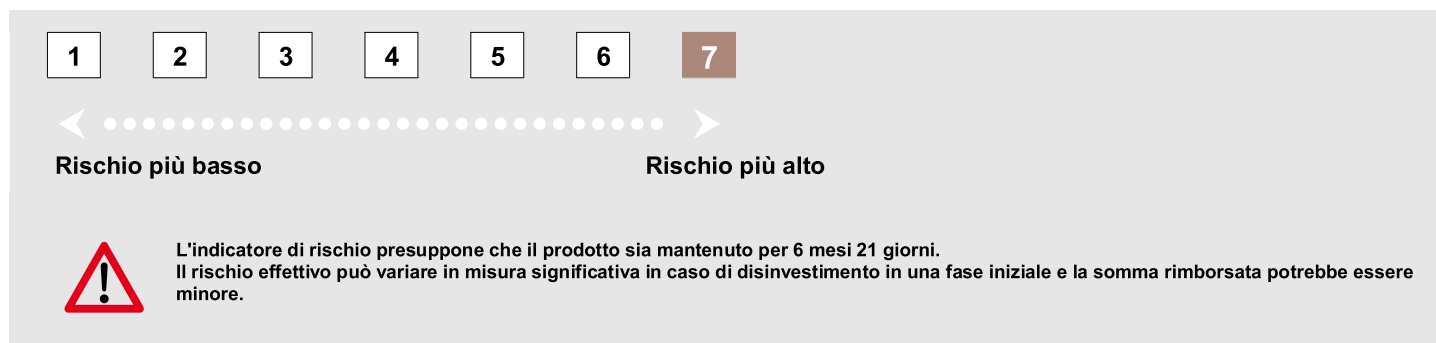 1 2 3 4 5 6 7
Rischio più basso Rischio più alto
L'indicatore di rischio presuppone che il prodotto sia mantenuto per 6 mesi 21 giorni.
Il rischio effettivo può variare in misura significativa in caso di disinvestimento in una fase iniziale e la somma rimborsata potrebbe essere
minore.